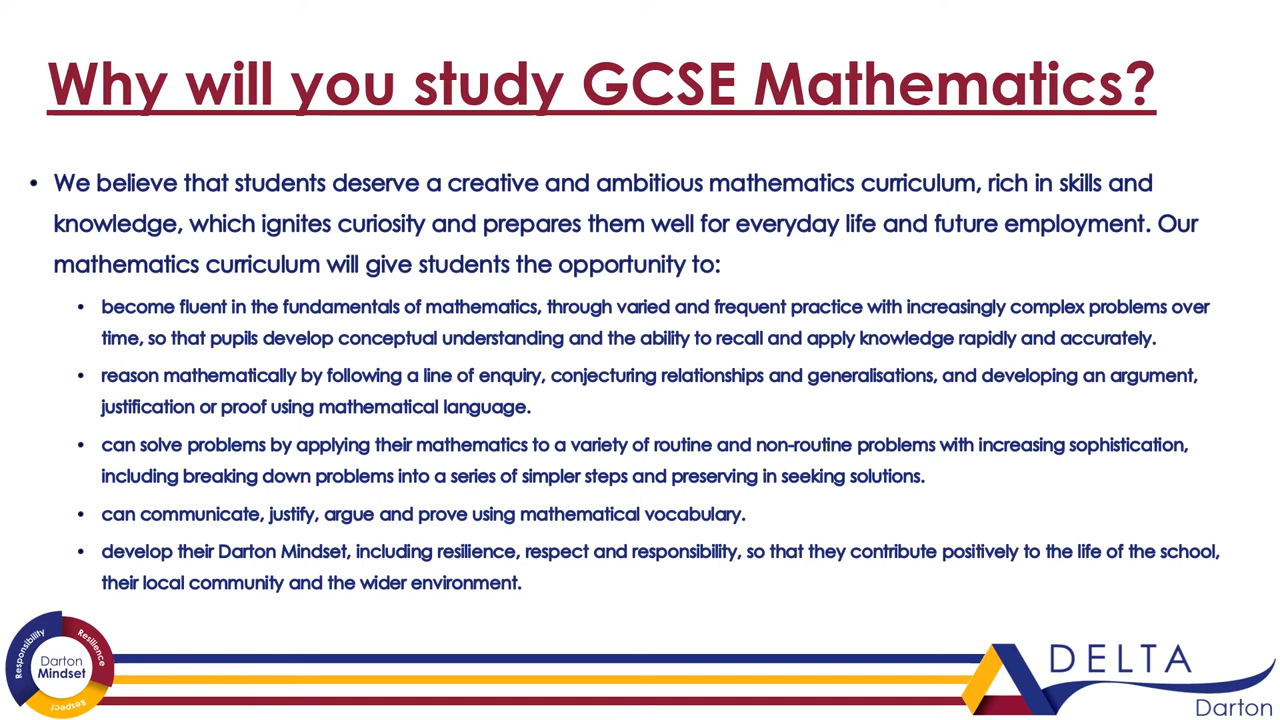 Why will you study GCSE Mathematics?
• We believe that students deserve a creative and ambitious mathematics curriculum, rich in skills and
knowledge, which ignites curiosity and prepares them well for everyday life and future employment. Our
mathematics curriculum will give students the opportunity to:
• become fluent in the fundamentals of mathematics, through varied and frequent practice with increasingly complex problems over
time, so that pupils develop conceptual understanding and the ability to recall and apply knowledge rapidly and accurately.
• reason mathematically by following a line of enquiry, conjecturing relationships and generalisations, and developing an argument,
justification or proof using mathematical language.
• can solve problems by applying their mathematics to a variety of routine and non-routine problems with increasing sophistication,
including breaking down problems into a series of simpler steps and preserving in seeking solutions.
• can communicate, justify, argue and prove using mathematical vocabulary.
• develop their Darton Mindset, including resilience, respect and responsibility, so that they contribute positively to the life of the school,
their local community and the wider environment.
Responsibility
Resilience
Darton
Mindset
Respect
DELTA
Darton